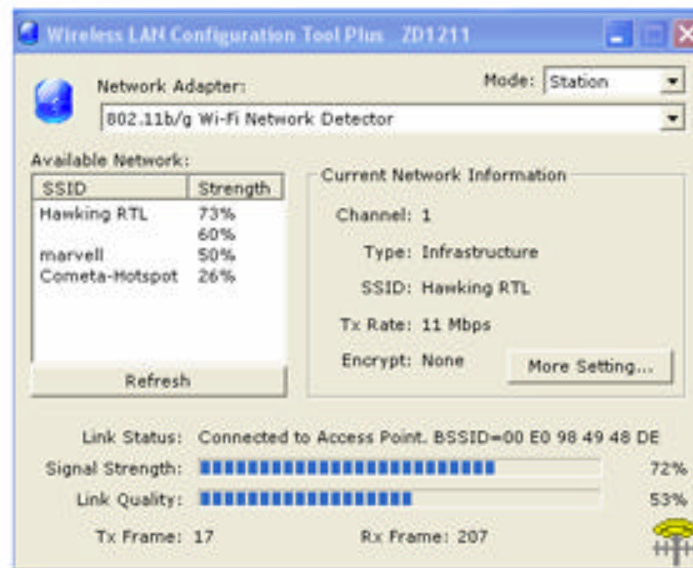 Wireless LAN Configuration Tool Plus ZD1211
Mode: Station
Network Adapter:
802.11b/g Wi-Fi Network Detector
Available Network:
SSID Strength
Hawking RTL 73%
60%
marvell 50%
Cometa-Hotspot 26%
Refresh
Current Network Information
Channel: 1
Type: Infrastructure
SSID: Hawking RTL
Tx Rate: 11 Mbps
Encrypt: None
More Setting...
Link Status: Connected to Access Point. BSSID=00 E0 98 49 48 DE
Signal Strength: 72%
Link Quality: 53%
Tx Frame: 17 Rx Frame: 207